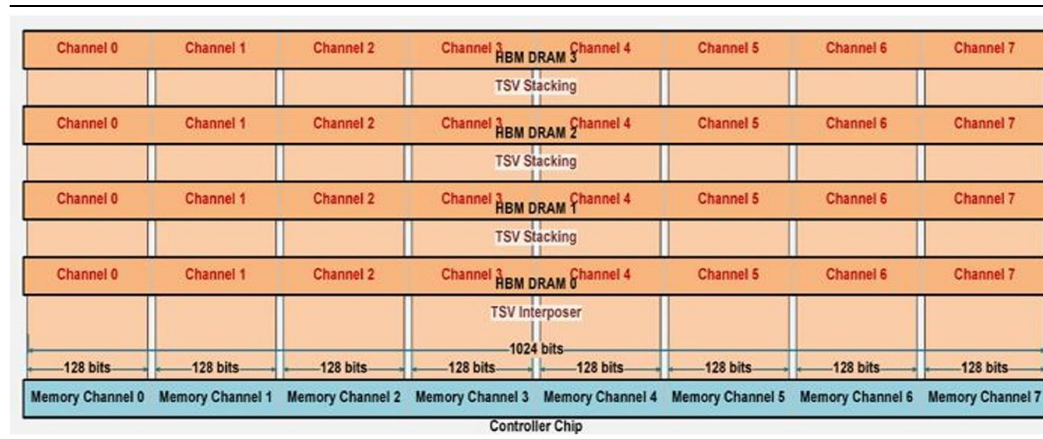 Channel 0 Channel 1 Channel 2 Channel 3 Channel 4 Channel 5 Channel 6 Channel 7
HBM DRAM 3
TSV Stacking
Channel 0 Channel 1 Channel 2 Channel 3 Channel 4 Channel 5 Channel 6 Channel 7
HBM DRAM 2
TSV Stacking
Channel 0 Channel 1 Channel 2 Channel 3 Channel 4 Channel 5 Channel 6 Channel 7
HBM DRAM 1
TSV Stacking
Channel 0 Channel 1 Channel 2 Channel 3 Channel 4 Channel 5 Channel 6 Channel 7
HBM DRAM 0
TSV Interposer
1024 bits
128 bits 128 bits 128 bits 128 bits 128 bits 128 bits 128 bits 128 bits
Memory Channel 0 Memory Channel 1 Memory Channel 2 Memory Channel 3 Memory Channel 4 Memory Channel 5 Memory Channel 6 Memory Channel 7
Controller Chip